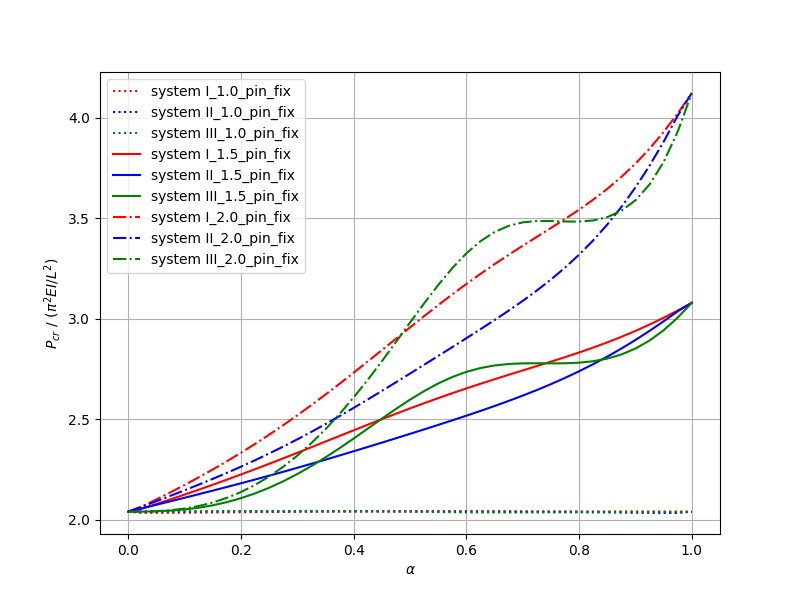 system I_1.0_pin_fix
system II_1.0_pin_fix
system III_1.0_pin_fix
system I_1.5_pin_fix
system II_1.5_pin_fix
system III_1.5_pin_fix
system I_2.0_pin_fix
system II_2.0_pin_fix
system III_2.0_pin_fix
4.0
3.5
3.0
2.5
2.0
P_{cr} / (π²EI/L²)
0.0 0.2 0.4 0.6 0.8 1.0
α